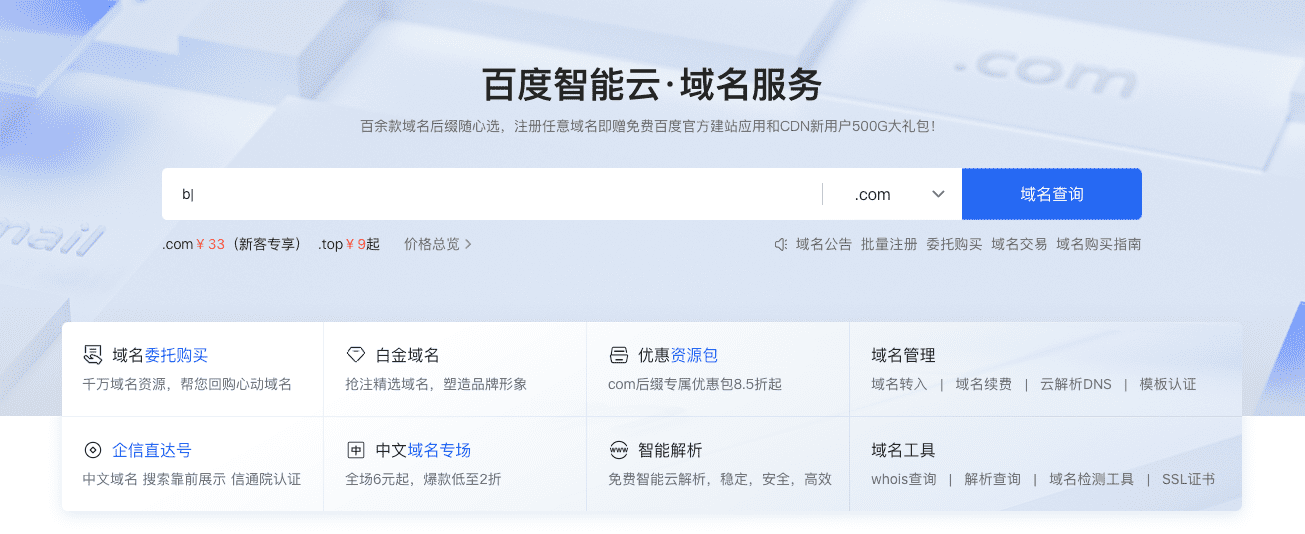 .com
mail
百度智能云·域名服务
百余款域名后缀随心选，注册任意域名即赠免费百度官方建站应用和CDN新用户500G大礼包！
b
.com
域名查询
.com¥33（新客专享） .top¥9起 价格总览
域名公告 批量注册 委托购买 域名交易 域名购买指南
域名委托购买
千万域名资源，帮您回购心动域名
白金域名
抢注精选域名，塑造品牌形象
优惠资源包
com后缀专属优惠包8.5折起
域名管理
域名转入 | 域名续费 | 云解析DNS | 模板认证
企信直达号
中文域名 搜索靠前展示 信通院认证
中
中文域名专场
全场6元起，爆款低至2折
www
智能解析
免费智能云解析，稳定，安全，高效
域名工具
whois查询 | 解析查询 | 域名检测工具 | SSL证书